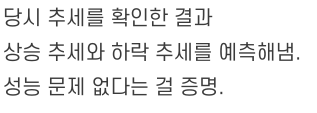 당시 추세를 확인한 결과
상승 추세와 하락 추세를 예측해냄.
성능 문제 없다는 걸 증명.